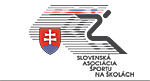 SLOVENSKÁ
ASOCIÁCIA
ŠPORTU
NA ŠKOLÁCH